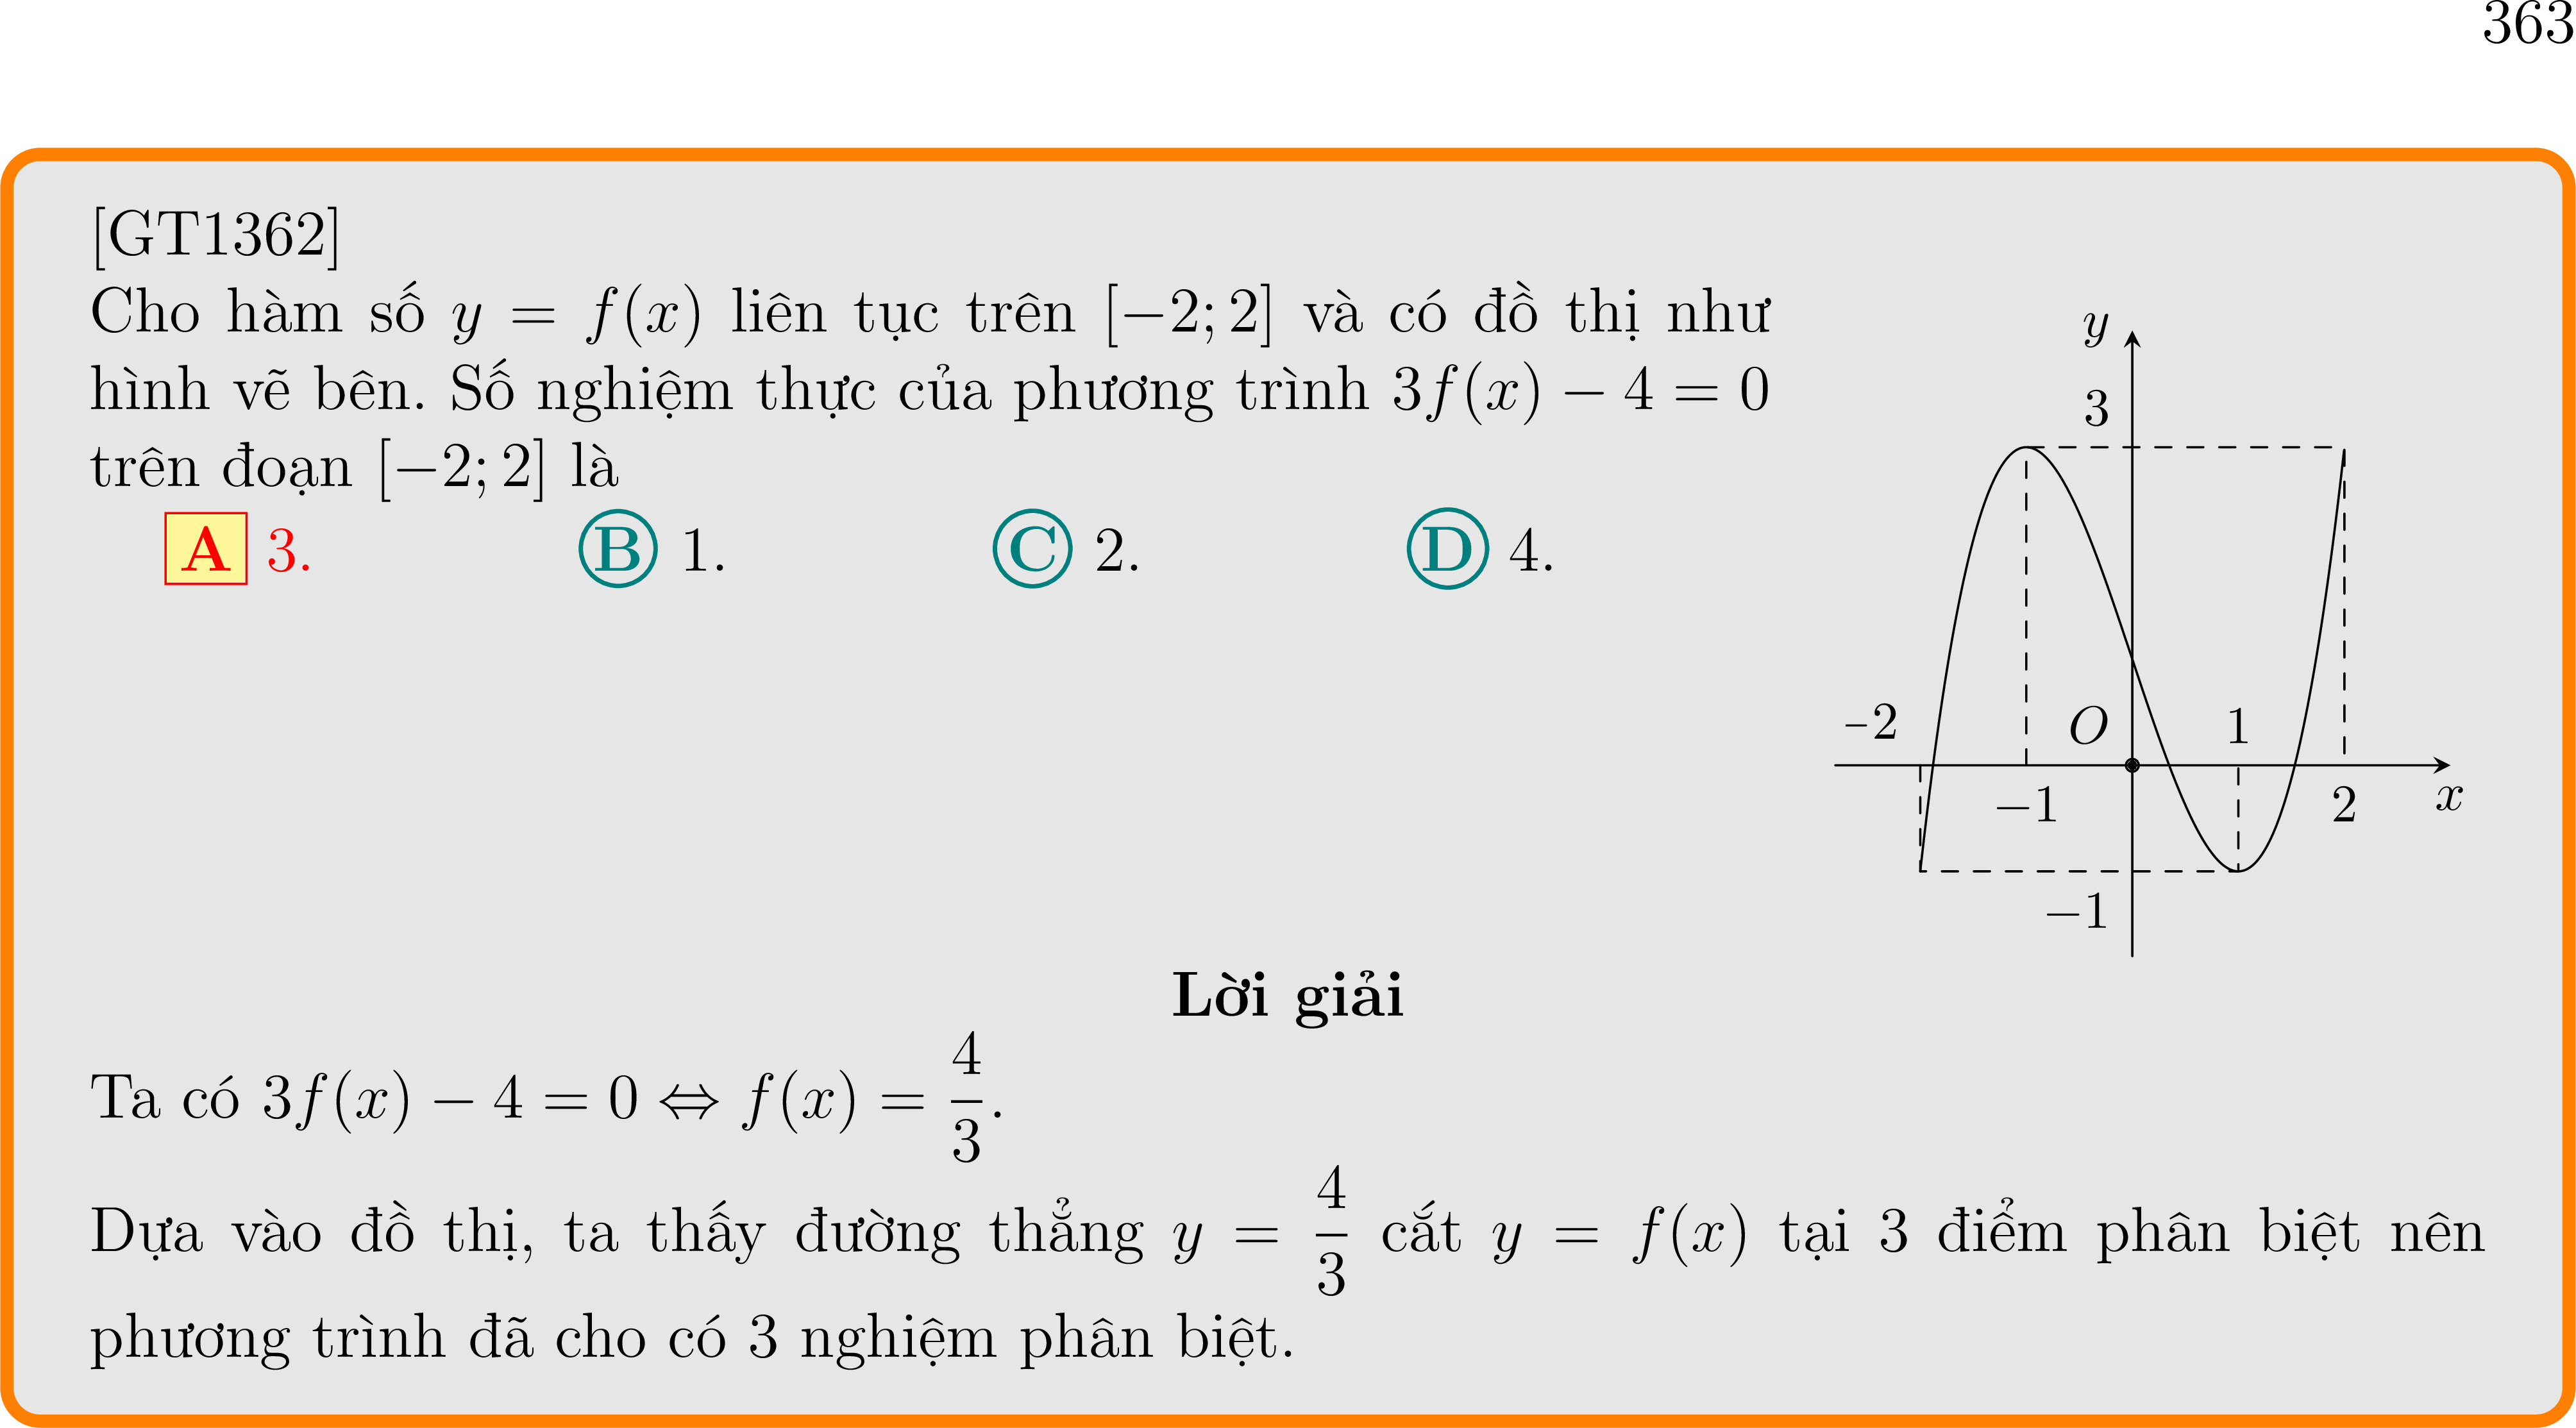 363
[GT1362]
Cho hàm số y = f(x) liên tục trên [−2; 2] và có đồ thị như
hình vẽ bên. Số nghiệm thực của phương trình 3f(x) − 4 = 0
trên đoạn [−2; 2] là
A 3. B 1. C 2. D 4.
y
3
-2
O
1
−1
2
x
−1
Lời giải
Ta có 3f(x) − 4 = 0 ⇔ f(x) = 4/3.
Dựa vào đồ thị, ta thấy đường thẳng y = 4/3 cắt y = f(x) tại 3 điểm phân biệt nên
phương trình đã cho có 3 nghiệm phân biệt.